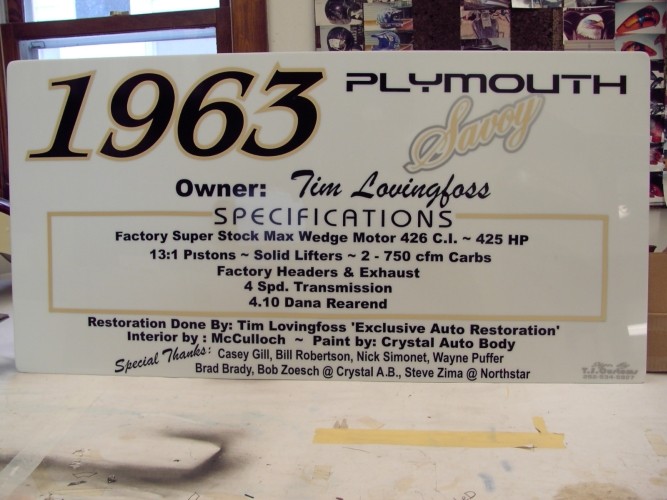 1963 PLYMOUTH
Savoy
Owner: Tim Lovingfoss
SPECIFICATIONS
Factory Super Stock Max Wedge Motor 426 C.I. ~ 425 HP
13:1 Pistons ~ Solid Lifters ~ 2 - 750 cfm Carbs
Factory Headers & Exhaust
4 Spd. Transmission
4.10 Dana Rearend
Restoration Done By: Tim Lovingfoss 'Exclusive Auto Restoration'
Interior by : McCulloch ~ Paint by: Crystal Auto Body
Special Thanks: Casey Gill, Bill Robertson, Nick Simonet, Wayne Puffer
Brad Brady, Bob Zoesch @ Crystal A.B., Steve Zima @ Northstar